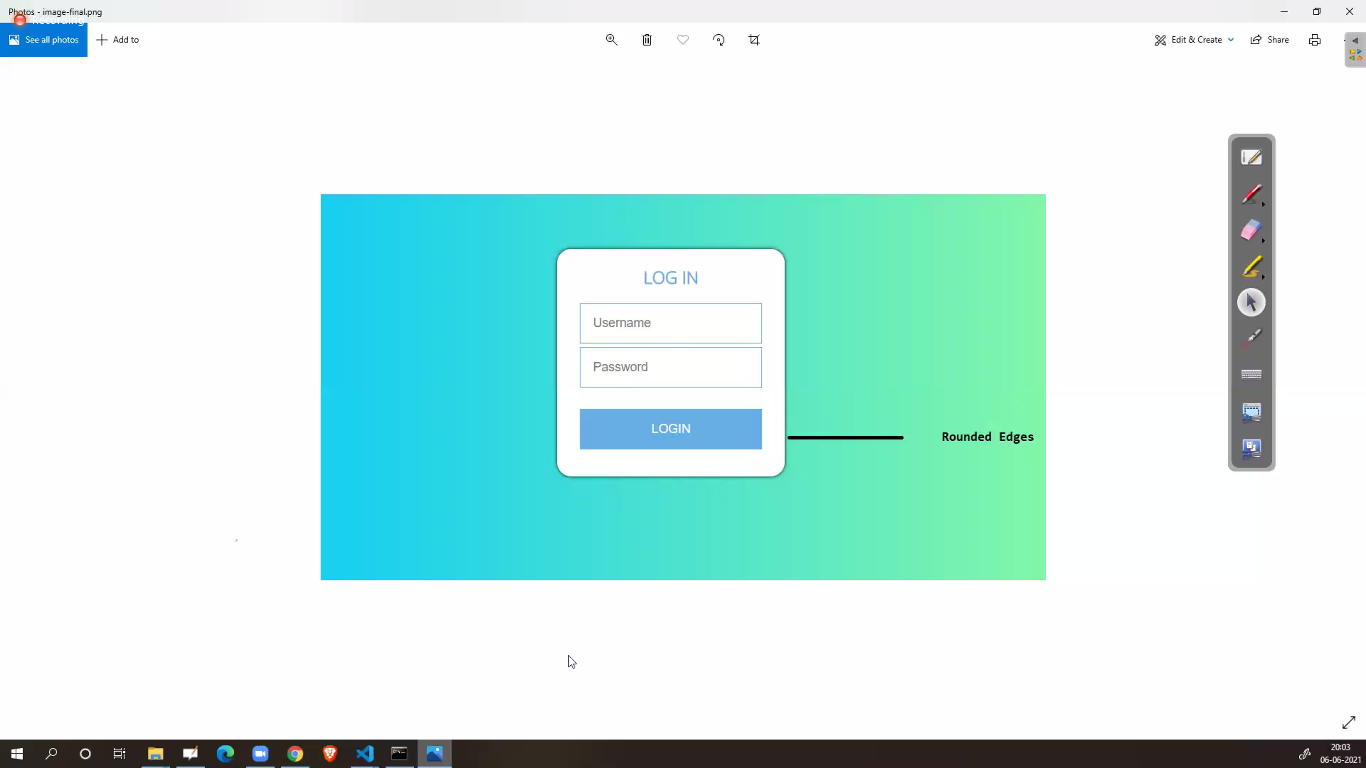 Photos - image-final.png
Recording
See all photos
Add to
Edit & Create
Share
LOG IN
Username
Password
LOGIN
Rounded Edges
20:03
06-06-2021